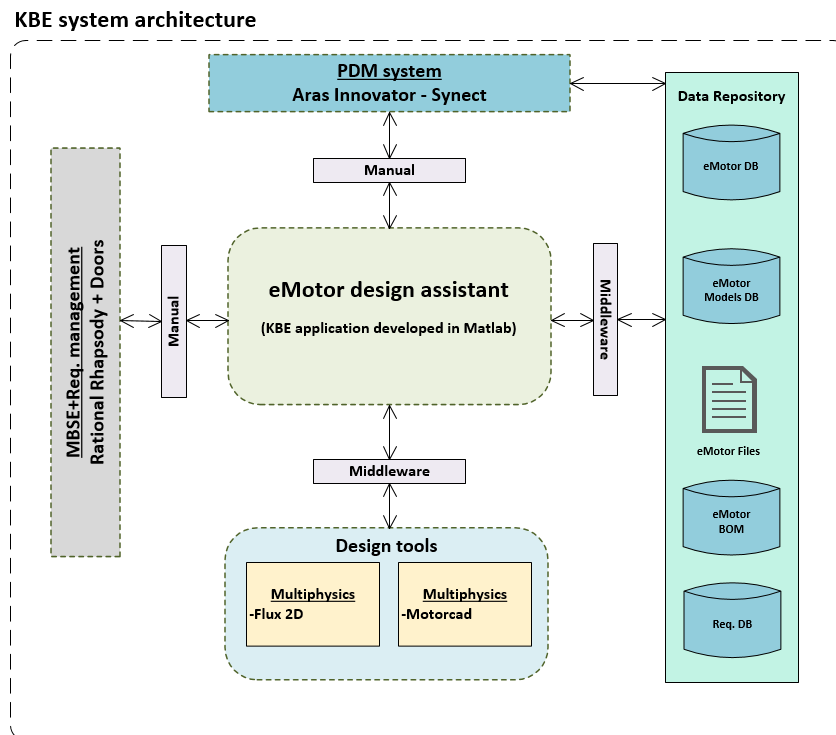 KBE system architecture
PDM system
Aras Innovator - Synect
Manual
Data Repository
eMotor DB
eMotor
Models DB
eMotor Files
eMotor
BOM
Req. DB
MBSE+Req. management
Rational Rhapsody + Doors
Manual
eMotor design assistant
(KBE application developed in Matlab)
Middleware
Middleware
Design tools
Multiphysics
-Flux 2D
Multiphysics
-Motorcad